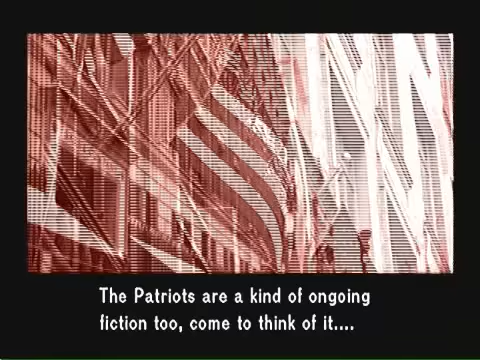 The Patriots are a kind of ongoing
fiction too, come to think of it....